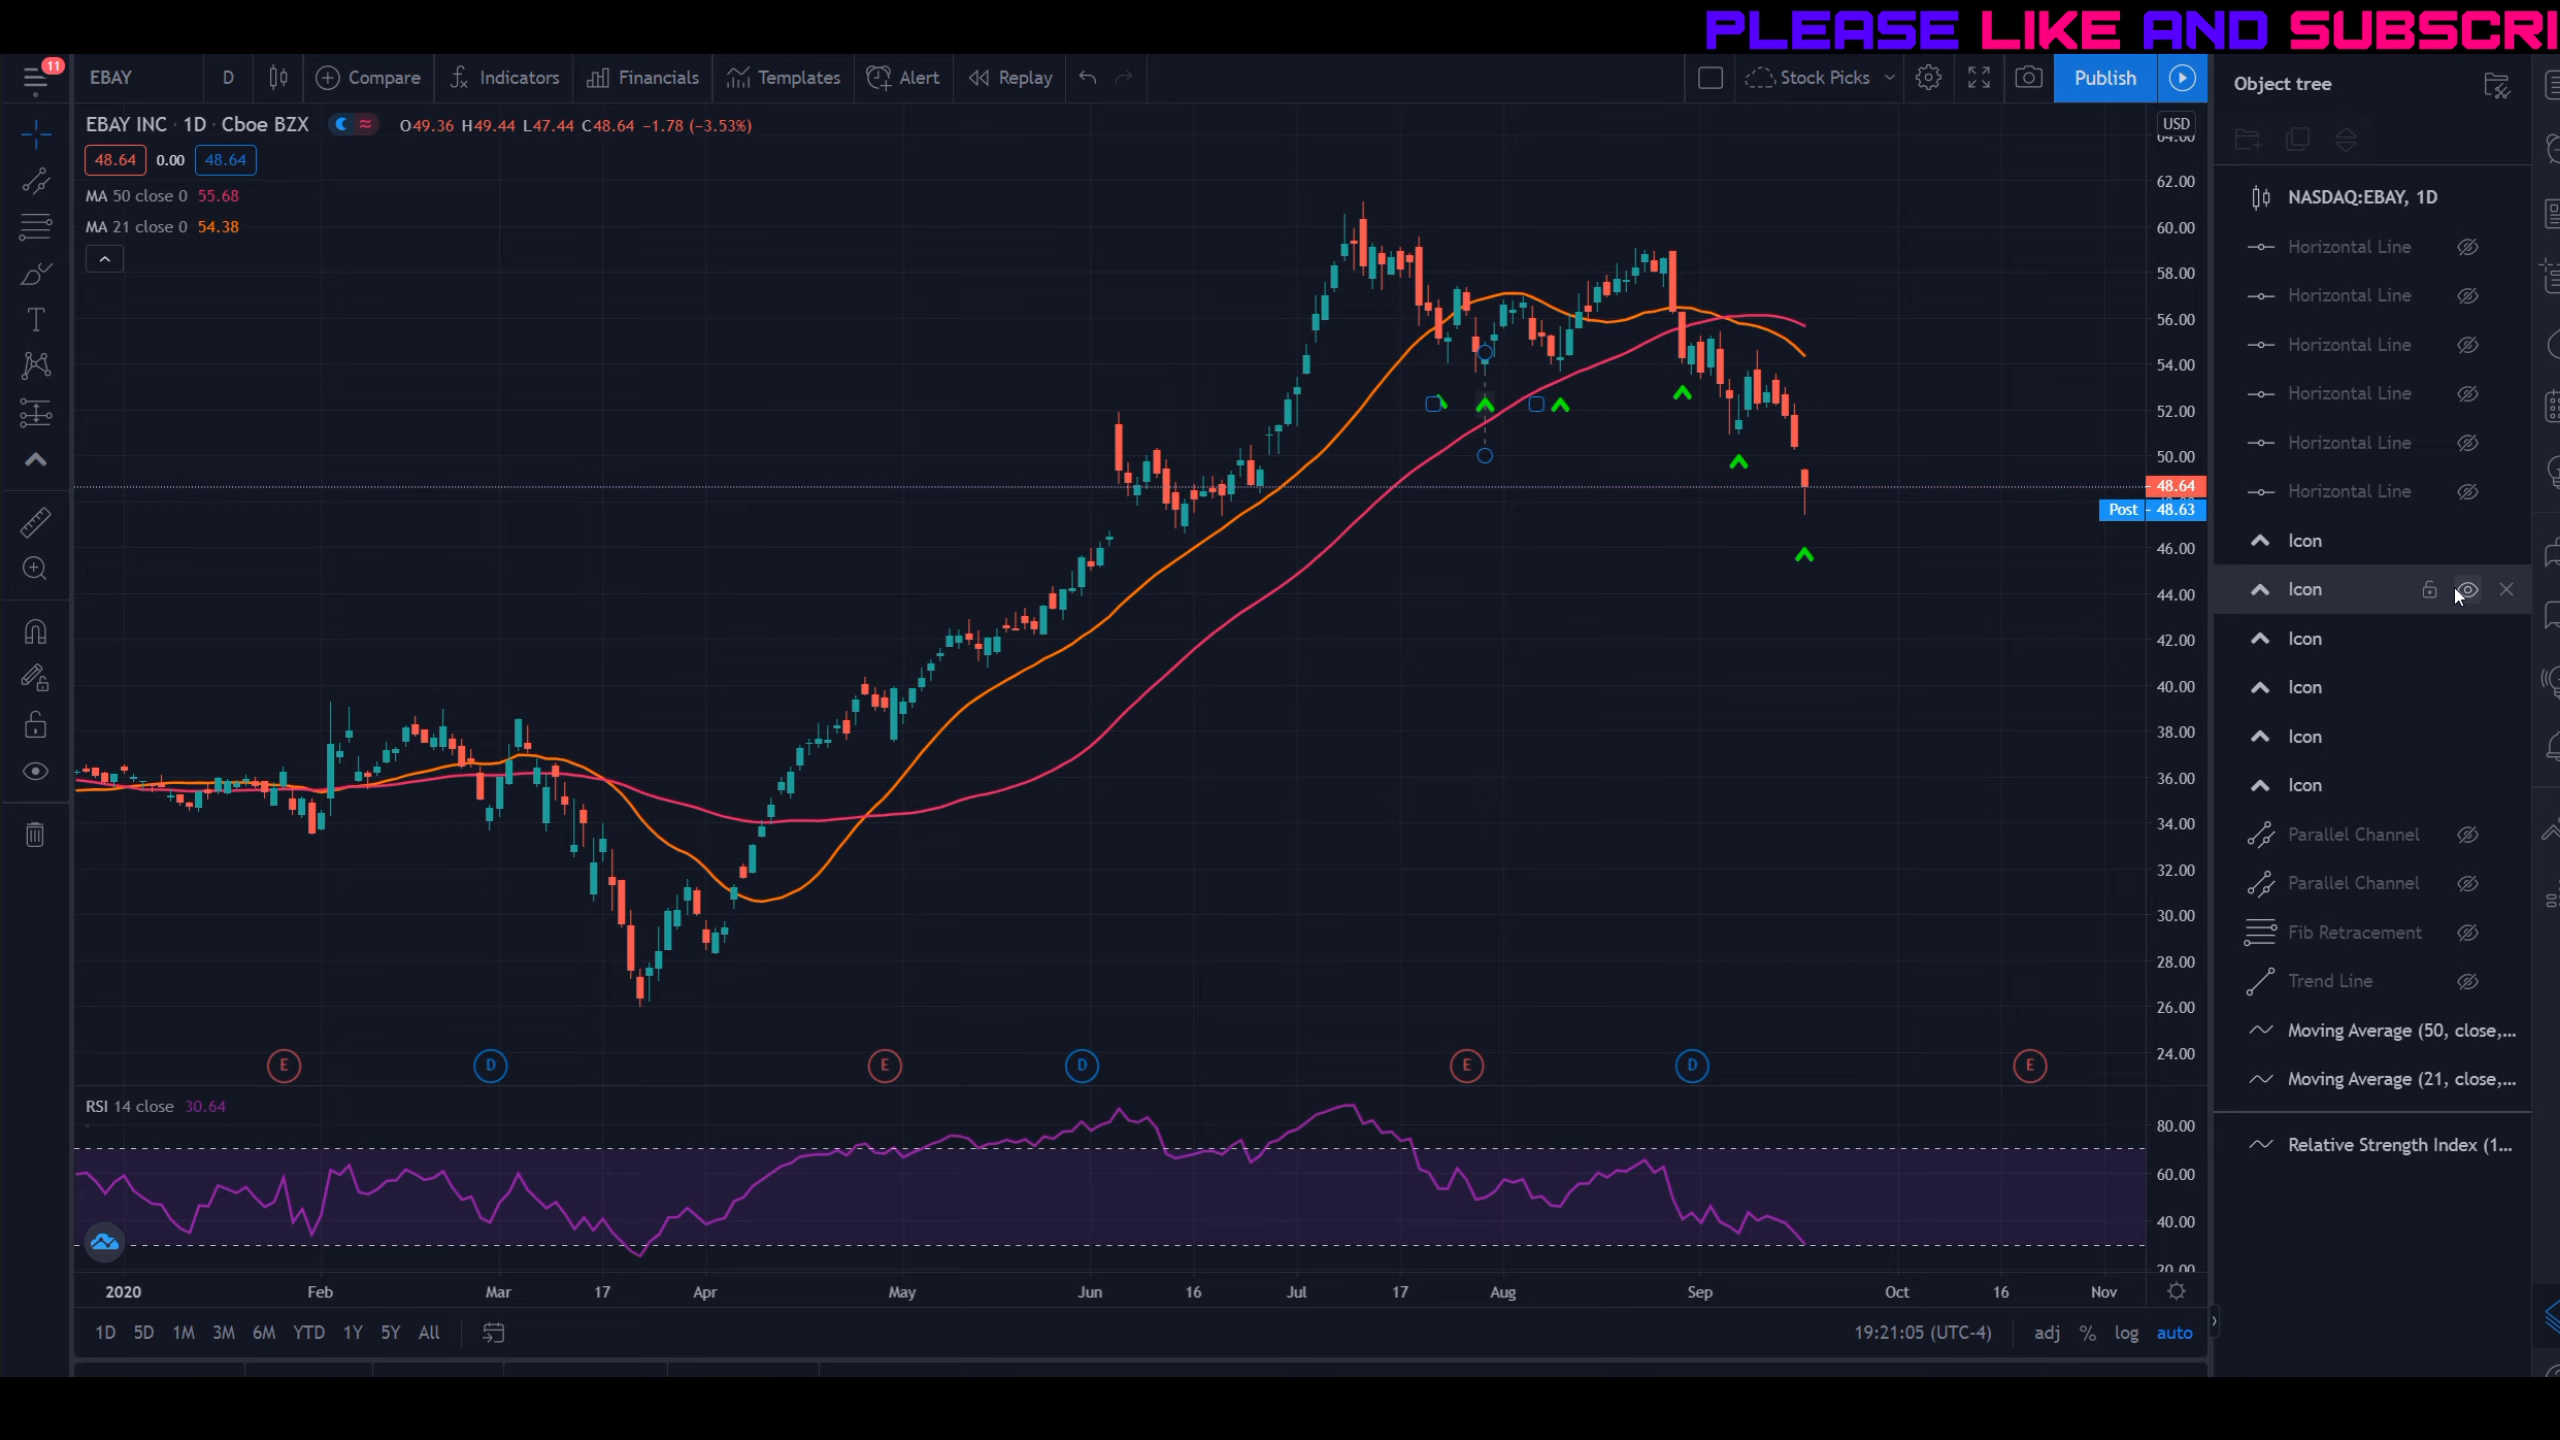 PLEASE LIKE AND SUBSCRI
11
EBAY D Compare Indicators Financials Templates Alert Replay Stock Picks Publish
Object tree
EBAY INC · 1D · Cboe BZX O49.36 H49.44 L47.44 C48.64 −1.78 (−3.53%)
48.64 0.00 48.64
MA 50 close 0 55.68
MA 21 close 0 54.38
USD
64.00
62.00
60.00
58.00
56.00
54.00
52.00
50.00
48.64
Post 48.63
46.00
44.00
42.00
40.00
38.00
36.00
34.00
32.00
30.00
28.00
26.00
24.00
E D E D E D E
RSI 14 close 30.64
80.00
60.00
40.00
20.00
2020 Feb Mar 17 Apr May Jun 16 Jul 17 Aug Sep Oct 16 Nov
1D 5D 1M 3M 6M YTD 1Y 5Y All 19:21:05 (UTC-4) adj % log auto
NASDAQ:EBAY, 1D
Horizontal Line
Horizontal Line
Horizontal Line
Horizontal Line
Horizontal Line
Horizontal Line
Icon
Icon
Icon
Icon
Icon
Icon
Parallel Channel
Parallel Channel
Fib Retracement
Trend Line
Moving Average (50, close,...
Moving Average (21, close,...
Relative Strength Index (1...